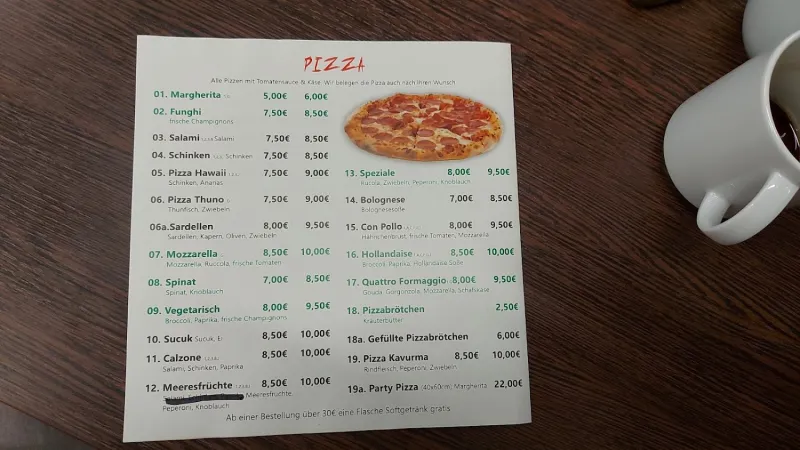 PIZZA
Alle Pizzen mit Tomatensauce & Käse. Wir belegen die Pizza auch nach Ihren Wunsch
01. Margherita 5,00€ 6,00€
02. Funghi 7,50€ 8,50€
frische Champignons
03. Salami Salami 7,50€ 8,50€
04. Schinken Schinken 7,50€ 8,50€
05. Pizza Hawaii 7,50€ 9,00€
Schinken, Ananas
06. Pizza Thuno 7,50€ 9,00€
Thunfisch, Zwiebeln
06a.Sardellen 8,00€ 9,50€
Sardellen, Kapern, Oliven, Zwiebeln
07. Mozzarella 8,50€ 10,00€
Mozzarella, Ruccola, frische Tomaten
08. Spinat 7,00€ 8,50€
Spinat, Knoblauch
09. Vegetarisch 8,00€ 9,50€
Broccoli, Paprika, frische Champignons
10. Sucuk Sucuk, Ei 8,50€ 10,00€
11. Calzone 8,50€ 10,00€
Salami, Schinken, Paprika
12. Meeresfrüchte 8,50€ 10,00€
Meeresfrüchte
Peperoni, Knoblauch
13. Speziale 8,00€ 9,50€
Rucola, Zwiebeln, Peperoni, Knoblauch
14. Bolognese 7,00€ 8,50€
Bolognesesoße
15. Con Pollo 8,00€ 9,50€
Hähnchenbrust, frische Tomaten, Mozzarella
16. Hollandaise 8,50€ 10,00€
Broccoli, Paprika, Hollandaise Soße
17. Quattro Formaggio 8,00€ 9,50€
Gouda, Gorgonzola, Mozzarella, Schafskäse
18. Pizzabrötchen 2,50€
Kräuterbutter
18a. Gefüllte Pizzabrötchen 6,00€
19. Pizza Kavurma 8,50€ 10,00€
Rindfleisch, Peperoni, Zwiebeln
19a. Party Pizza (40x60cm) Margherita 22,00€
Ab einer Bestellung über 30€ eine Flasche Softgetränk gratis